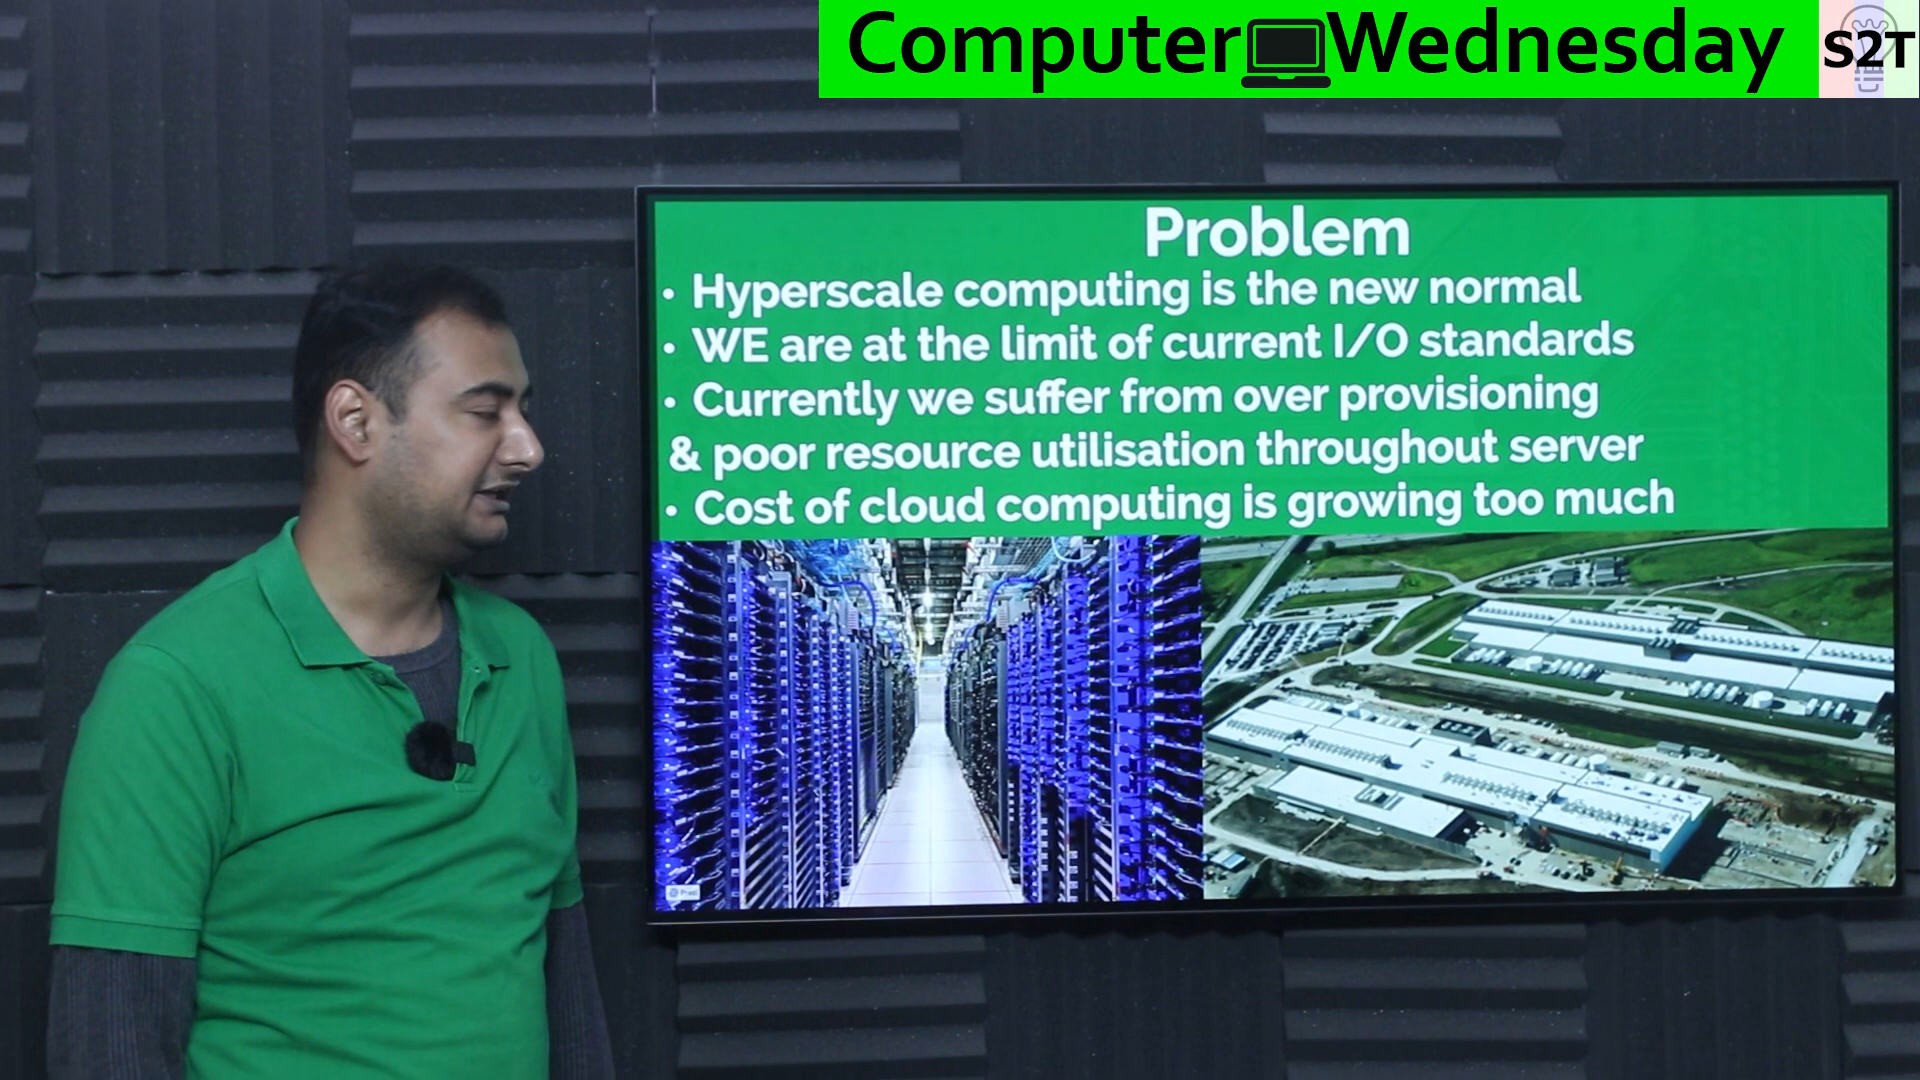 Computer Wednesday
S2T
Problem
• Hyperscale computing is the new normal
• WE are at the limit of current I/O standards
• Currently we suffer from over provisioning
& poor resource utilisation throughout server
• Cost of cloud computing is growing too much